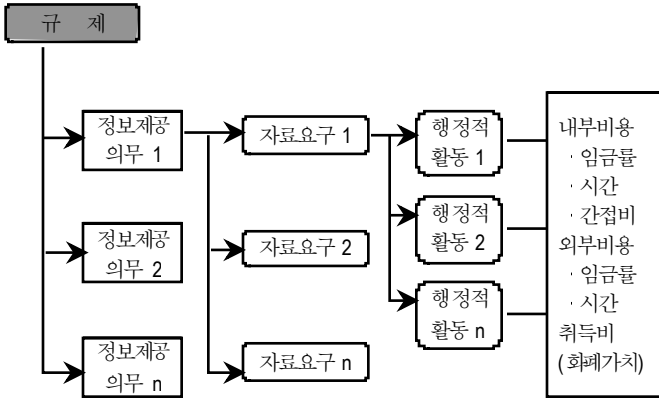 규 제
정보제공
의무 1
정보제공
의무 2
정보제공
의무 n
자료요구 1
자료요구 2
자료요구 n
행정적
활동 1
행정적
활동 2
행정적
활동 n
내부비용
· 임금률
· 시간
· 간접비
외부비용
· 임금률
· 시간
취득비
(화폐가치)